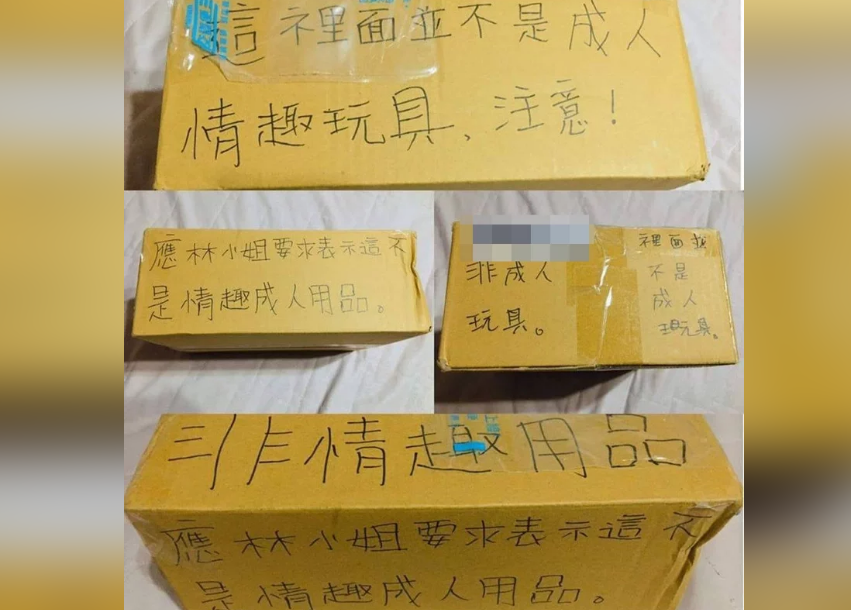 這裡面並不是成人
情趣玩具，注意！
應林小姐要求表示這不
是情趣成人用品。
非成人
玩具。
裡面並
不是
成人
玩具。
非情趣用品
應林小姐要求表示這不
是情趣成人用品。